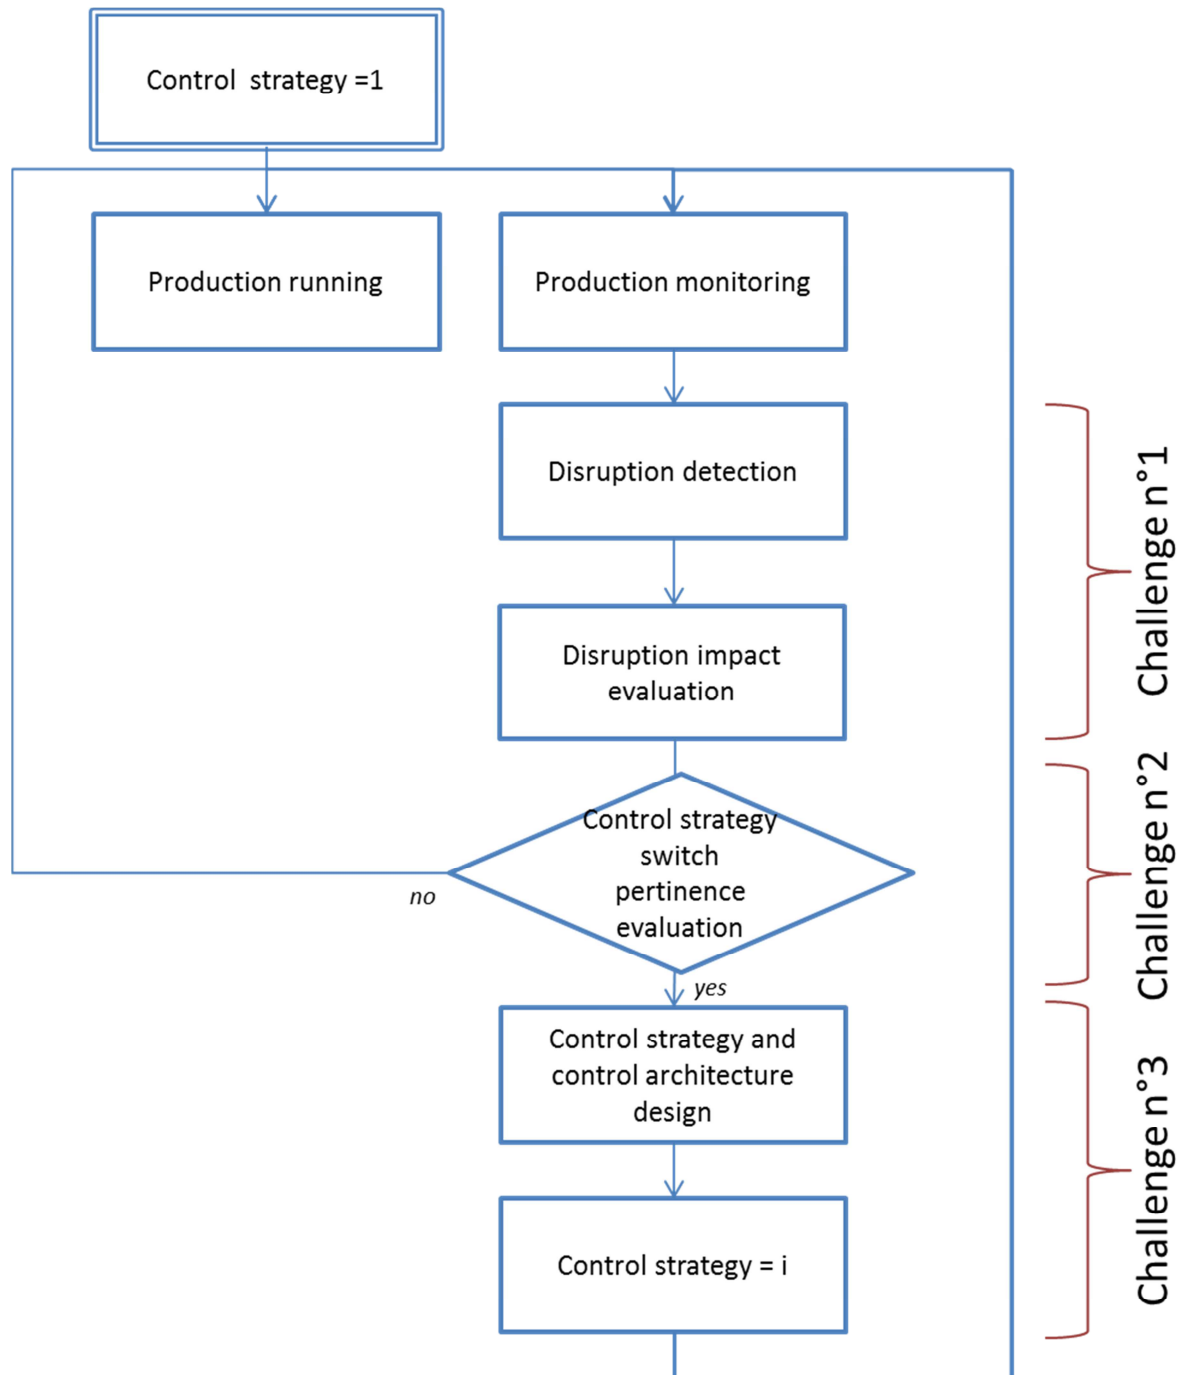 Control  strategy =1
Production running
Production monitoring
Disruption detection
Disruption impact
evaluation
Control strategy
switch
pertinence
evaluation
no
yes
Control strategy and
control architecture
design
Control strategy = i
Challenge n°1
Challenge n°2
Challenge n°3